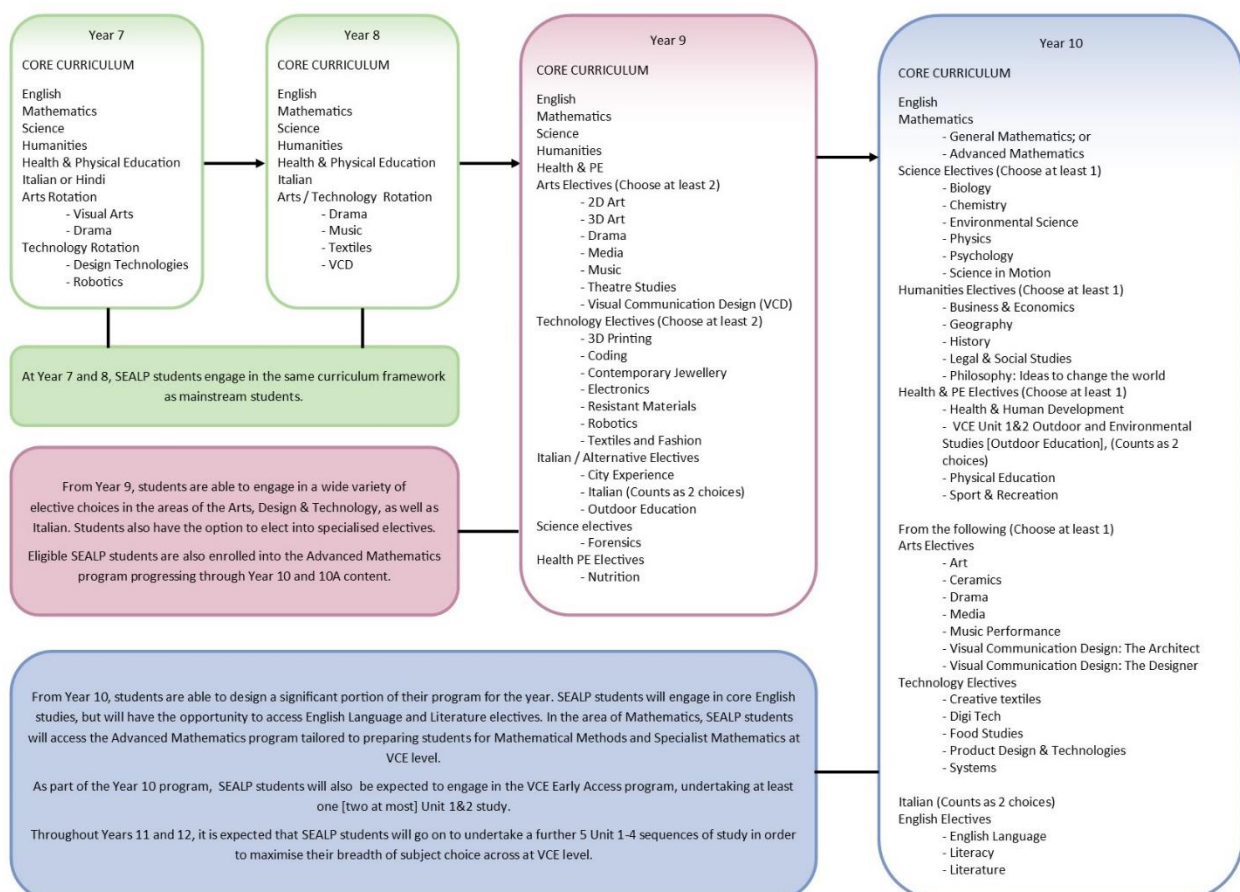 Year 7
CORE CURRICULUM
English
Mathematics
Science
Humanities
Health & Physical Education
Italian or Hindi
Arts Rotation
- Visual Arts
- Drama
Technology Rotation
- Design Technologies
- Robotics
Year 8
CORE CURRICULUM
English
Mathematics
Science
Humanities
Health & Physical Education
Italian
Arts / Technology Rotation
- Drama
- Music
- Textiles
- VCD
At Year 7 and 8, SEALP students engage in the same curriculum framework
as mainstream students.
Year 9
CORE CURRICULUM
English
Mathematics
Science
Humanities
Health & PE
Arts Electives (Choose at least 2)
- 2D Art
- 3D Art
- Drama
- Media
- Music
- Theatre Studies
- Visual Communication Design (VCD)
Technology Electives (Choose at least 2)
- 3D Printing
- Coding
- Contemporary Jewellery
- Electronics
- Resistant Materials
- Robotics
- Textiles and Fashion
Italian / Alternative Electives
- City Experience
- Italian (Counts as 2 choices)
- Outdoor Education
Science electives
- Forensics
Health PE Electives
- Nutrition
From Year 9, students are able to engage in a wide variety of
elective choices in the areas of the Arts, Design & Technology, as well as
Italian. Students also have the option to elect into specialised electives.
Eligible SEALP students are also enrolled into the Advanced Mathematics
program progressing through Year 10 and 10A content.
Year 10
CORE CURRICULUM
English
Mathematics
- General Mathematics; or
- Advanced Mathematics
Science Electives (Choose at least 1)
- Biology
- Chemistry
- Environmental Science
- Physics
- Psychology
- Science in Motion
Humanities Electives (Choose at least 1)
- Business & Economics
- Geography
- History
- Legal & Social Studies
- Philosophy: Ideas to change the world
Health & PE Electives (Choose at least 1)
- Health & Human Development
- VCE Unit 1&2 Outdoor and Environmental
Studies [Outdoor Education], (Counts as 2
choices)
- Physical Education
- Sport & Recreation
From the following (Choose at least 1)
Arts Electives
- Art
- Ceramics
- Drama
- Media
- Music Performance
- Visual Communication Design: The Architect
- Visual Communication Design: The Designer
Technology Electives
- Creative textiles
- Digi Tech
- Food Studies
- Product Design & Technologies
- Systems
Italian (Counts as 2 choices)
English Electives
- English Language
- Literacy
- Literature
From Year 10, students are able to design a significant portion of their program for the year. SEALP students will engage in core English
studies, but will have the opportunity to access English Language and Literature electives. In the area of Mathematics, SEALP students
will access the Advanced Mathematics program tailored to preparing students for Mathematical Methods and Specialist Mathematics at
VCE level.
As part of the Year 10 program, SEALP students will also be expected to engage in the VCE Early Access program, undertaking at least
one [two at most] Unit 1&2 study.
Throughout Years 11 and 12, it is expected that SEALP students will go on to undertake a further 5 Unit 1-4 sequences of study in order
to maximise their breadth of subject choice across at VCE level.